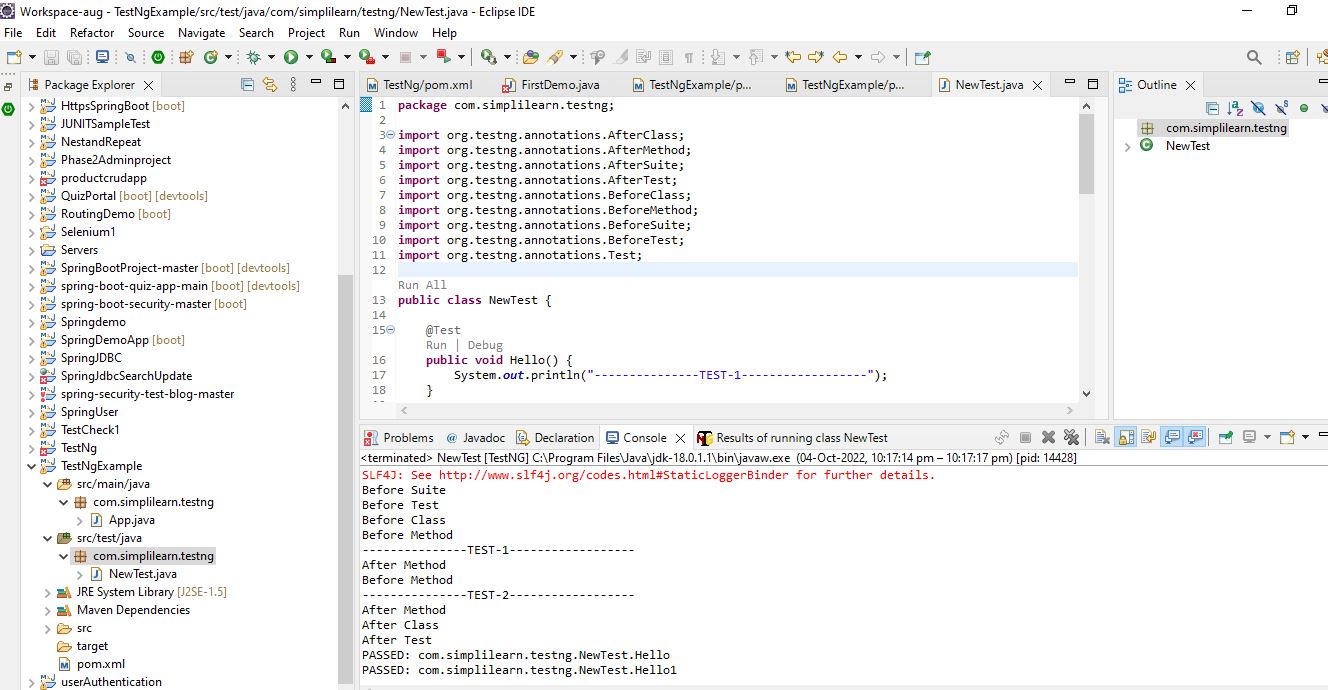 Workspace-aug - TestNgExample/src/test/java/com/simplilearn/testng/NewTest.java - Eclipse IDE
File Edit Refactor Source Navigate Search Project Run Window Help
Package Explorer
HttpsSpringBoot [boot]
JUNITSampleTest
NestandRepeat
Phase2Adminproject
productcrudapp
QuizPortal [boot] [devtools]
RoutingDemo [boot]
Selenium1
Servers
SpringBootProject-master [boot] [devtools]
spring-boot-quiz-app-main [boot] [devtools]
spring-boot-security-master [boot]
Springdemo
SpringDemoApp [boot]
SpringJDBC
SpringJdbcSearchUpdate
spring-security-test-blog-master
SpringUser
TestCheck1
TestNg
TestNgExample
src/main/java
com.simplilearn.testng
App.java
src/test/java
com.simplilearn.testng
NewTest.java
JRE System Library [J2SE-1.5]
Maven Dependencies
src
target
pom.xml
userAuthentication
TestNg/pom.xml FirstDemo.java TestNGExample/p... TestNGExample/p... NewTest.java
1 package com.simplilearn.testng;
2
3 import org.testng.annotations.AfterClass;
4 import org.testng.annotations.AfterMethod;
5 import org.testng.annotations.AfterSuite;
6 import org.testng.annotations.AfterTest;
7 import org.testng.annotations.BeforeClass;
8 import org.testng.annotations.BeforeMethod;
9 import org.testng.annotations.BeforeSuite;
10 import org.testng.annotations.BeforeTest;
11 import org.testng.annotations.Test;
12
Run All
13 public class NewTest {
14
15 @Test
Run | Debug
16 public void Hello() {
17 System.out.println("---------------TEST-1------------------");
18 }
Outline
com.simplilearn.testng
NewTest
Problems @ Javadoc Declaration Console Results of running class NewTest
<terminated> NewTest [TestNG] C:\Program Files\Java\jdk-18.0.1.1\bin\javaw.exe (04-Oct-2022, 10:17:14 pm – 10:17:17 pm) [pid: 14428]
SLF4J: See http://www.slf4j.org/codes.html#StaticLoggerBinder for further details.
Before Suite
Before Test
Before Class
Before Method
---------------TEST-1------------------
After Method
Before Method
---------------TEST-2------------------
After Method
After Class
After Test
PASSED: com.simplilearn.testng.NewTest.Hello
PASSED: com.simplilearn.testng.NewTest.Hello1